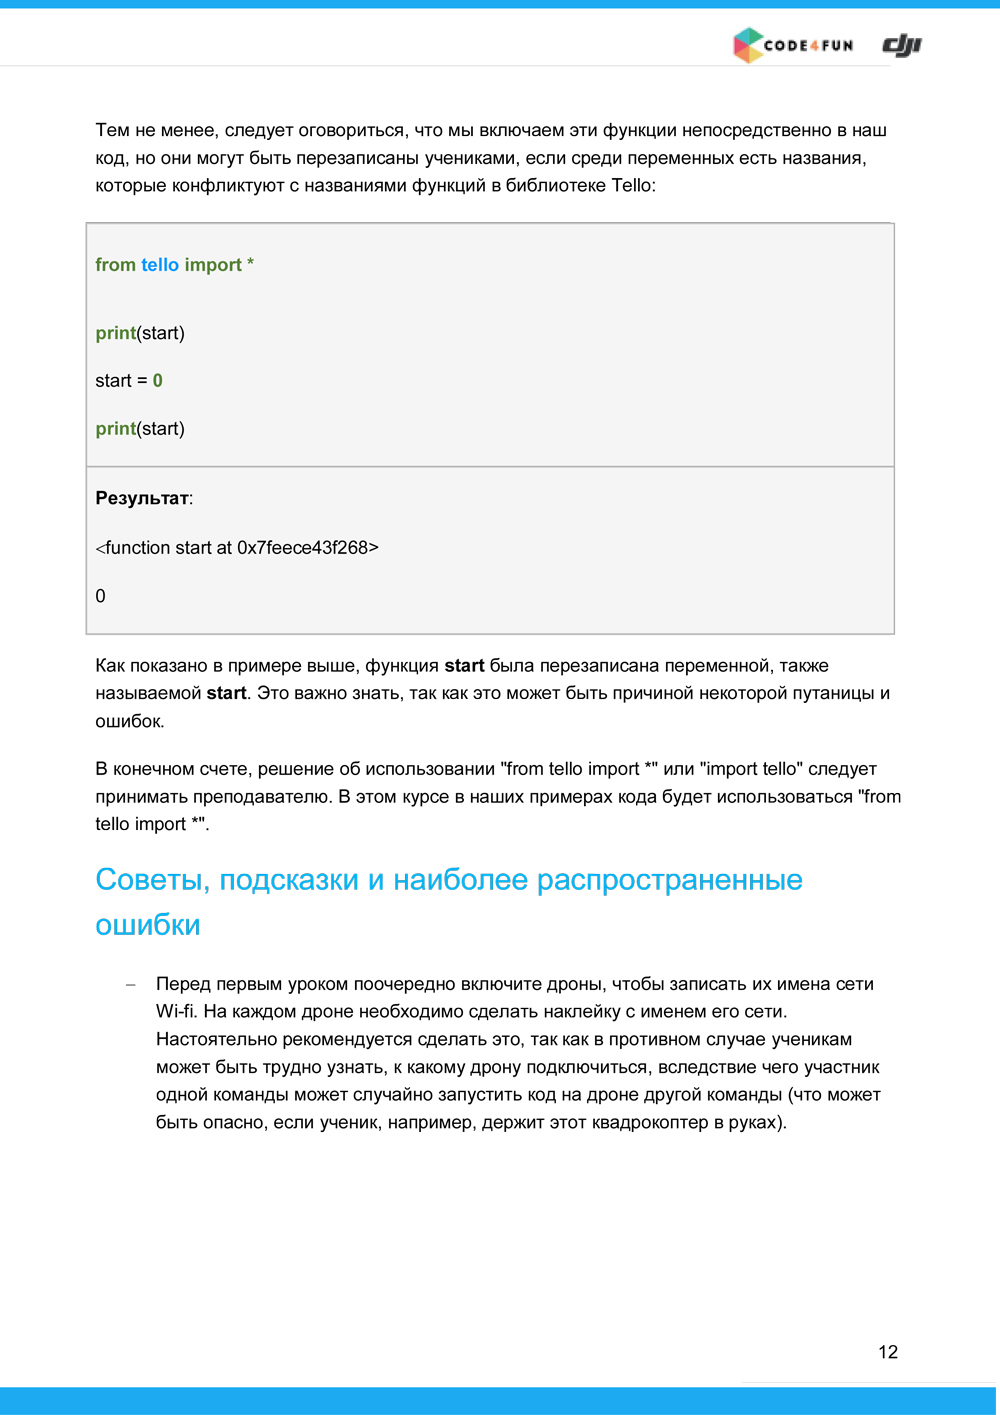 CODE4FUN dji
Тем не менее, следует оговориться, что мы включаем эти функции непосредственно в наш
код, но они могут быть перезаписаны учениками, если среди переменных есть названия,
которые конфликтуют с названиями функций в библиотеке Tello:
from tello import *
print(start)
start = 0
print(start)
Результат:
<function start at 0x7feece43f268>
0
Как показано в примере выше, функция start была перезаписана переменной, также
называемой start. Это важно знать, так как это может быть причиной некоторой путаницы и
ошибок.
В конечном счете, решение об использовании "from tello import *" или "import tello" следует
принимать преподавателю. В этом курсе в наших примерах кода будет использоваться "from
tello import *".
Советы, подсказки и наиболее распространенные
ошибки
– Перед первым уроком поочередно включите дроны, чтобы записать их имена сети
Wi-fi. На каждом дроне необходимо сделать наклейку с именем его сети.
Настоятельно рекомендуется сделать это, так как в противном случае ученикам
может быть трудно узнать, к какому дрону подключиться, вследствие чего участник
одной команды может случайно запустить код на дроне другой команды (что может
быть опасно, если ученик, например, держит этот квадрокоптер в руках).
12